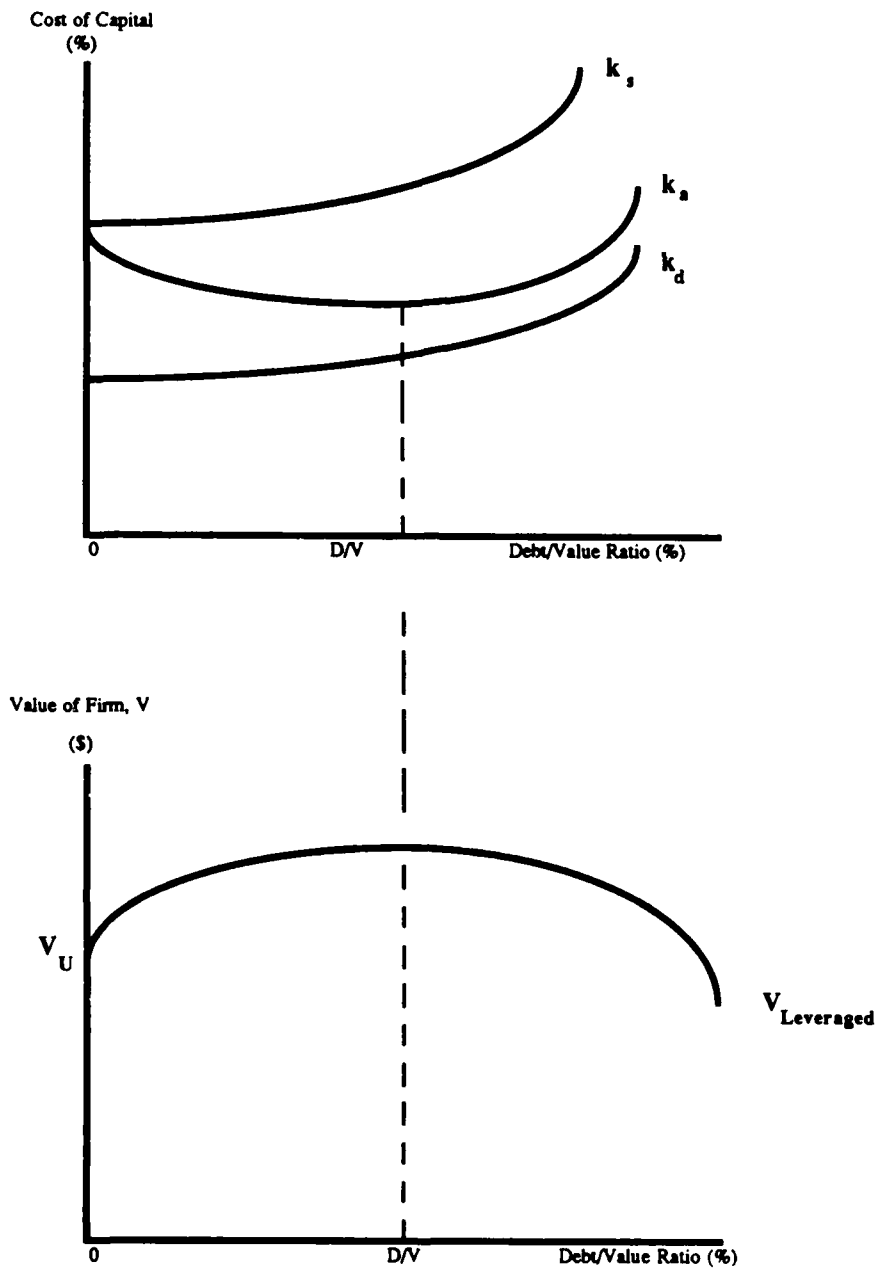 Cost of Capital
(%)
k s
k a
k d
0 D/V Debt/Value Ratio (%)
Value of Firm, V
($)
V U
V Leveraged
0 D/V Debt/Value Ratio (%)